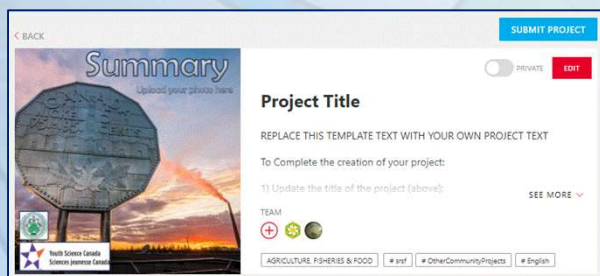 < BACK
SUBMIT PROJECT
Summary
Upload your photo here
PRIVATE
EDIT
Project Title
REPLACE THIS TEMPLATE TEXT WITH YOUR OWN PROJECT TEXT
To Complete the creation of your project:
1) Update the title of the project (above):
SEE MORE
TEAM
AGRICULTURE, FISHERIES & FOOD
# srsf
# OtherCommunityProjects
# English
Youth Science Canada
Sciences jeunesse Canada